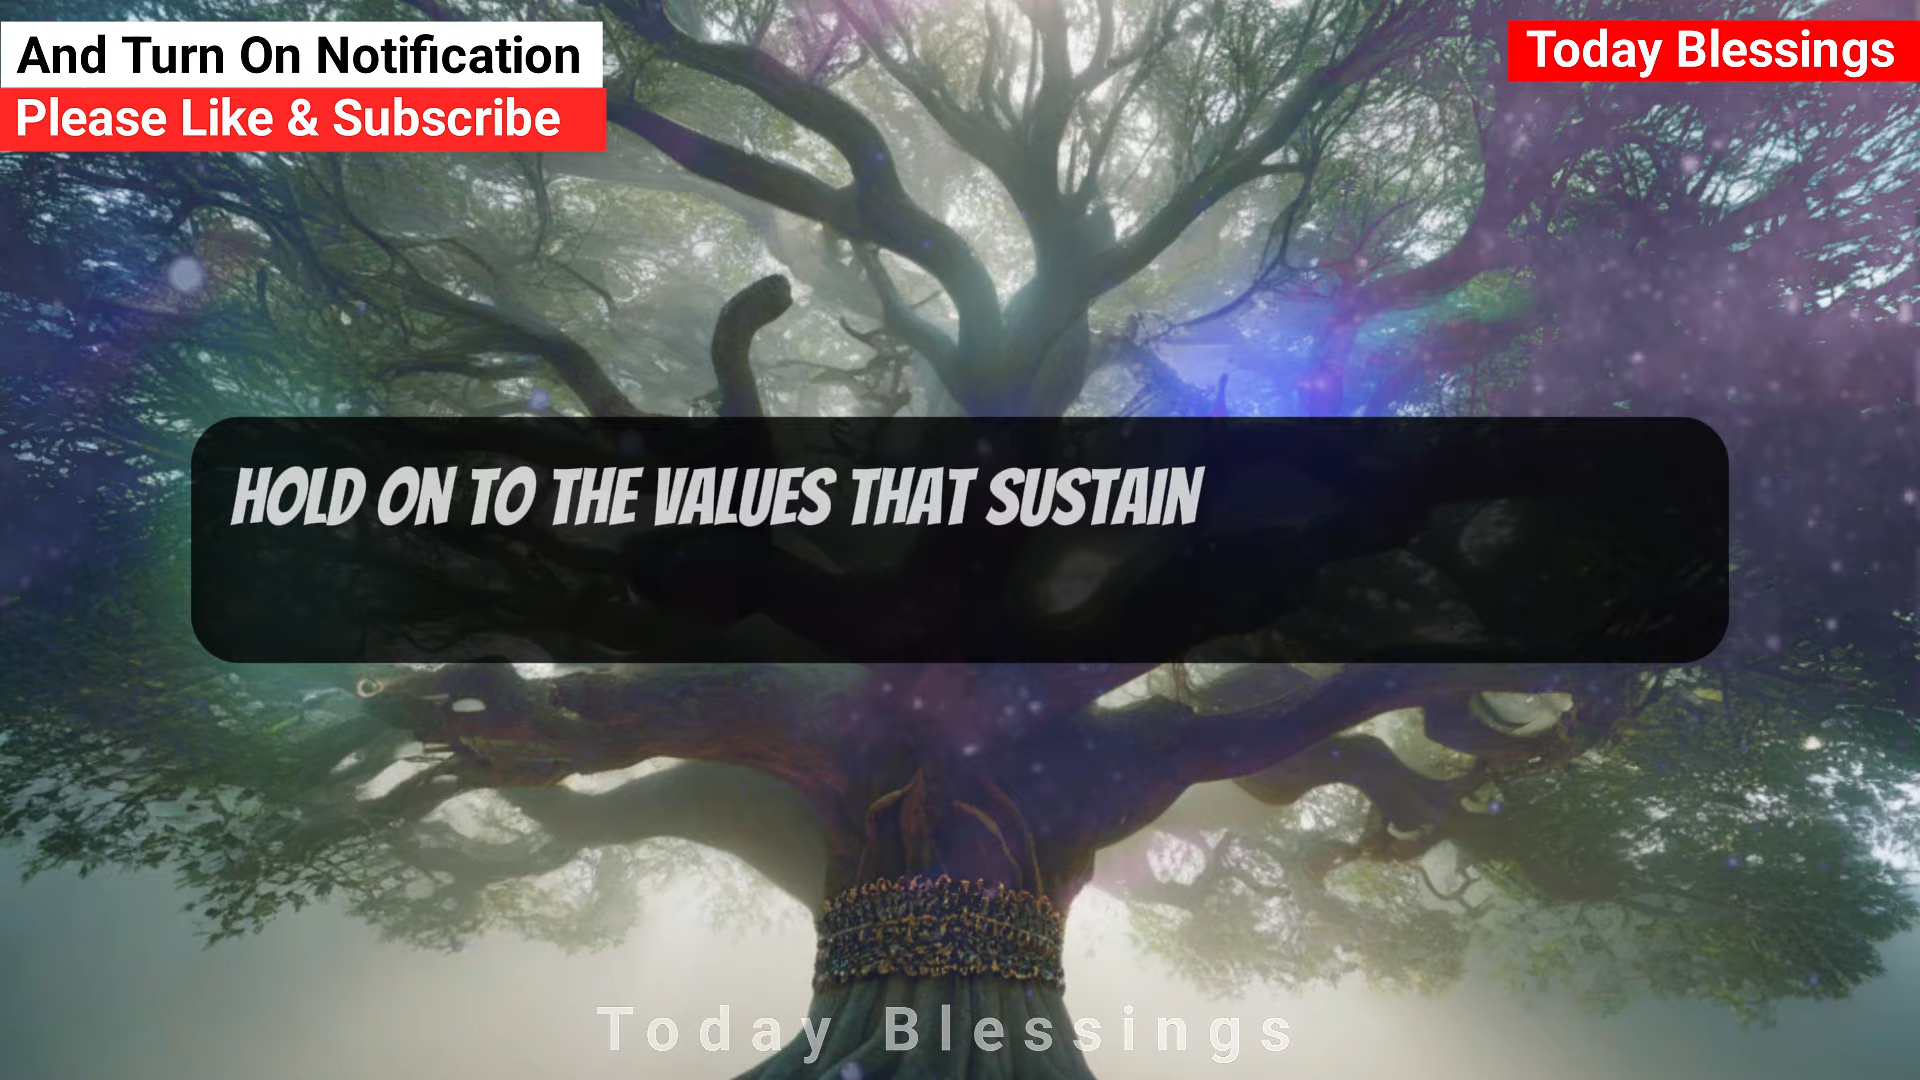 And Turn On Notification
Please Like & Subscribe
Today Blessings
HOLD ON TO THE VALUES THAT SUSTAIN
Today Blessings